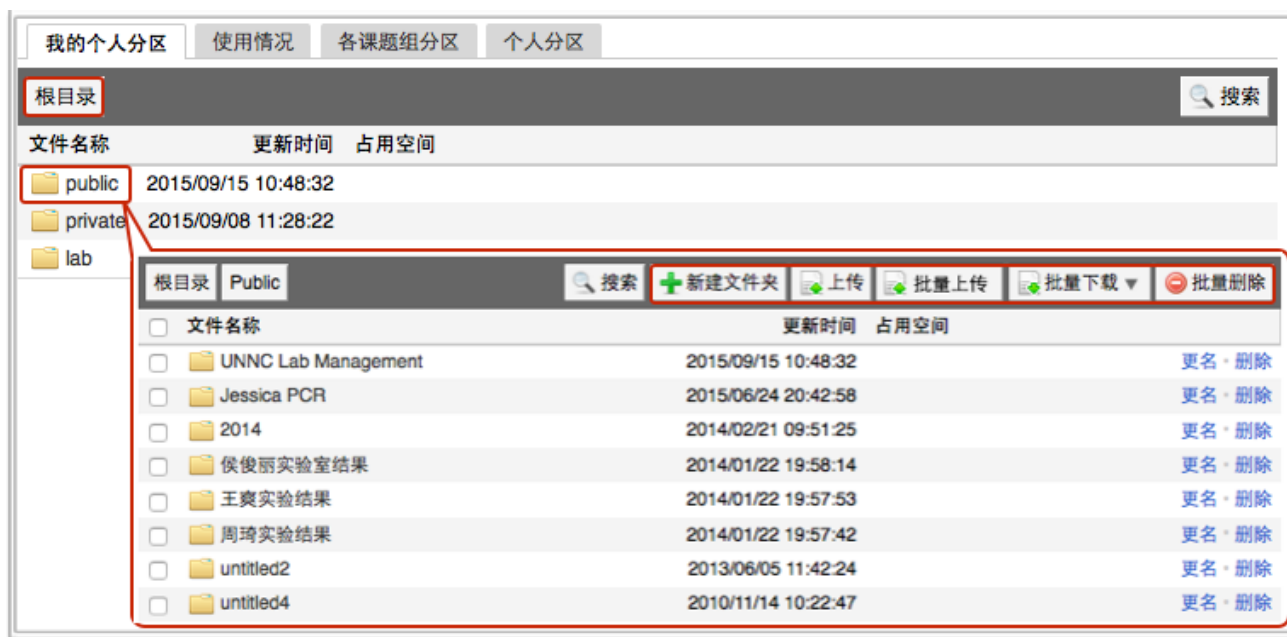 我的个人分区 使用情况 各课题组分区 个人分区
根目录 搜索
文件名称 更新时间 占用空间
public 2015/09/15 10:48:32
private 2015/09/08 11:28:22
lab
根目录 Public 搜索 新建文件夹 上传 批量上传 批量下载 ▼ 批量删除
文件名称 更新时间 占用空间
UNNC Lab Management 2015/09/15 10:48:32 更名 · 删除
Jessica PCR 2015/06/24 20:42:58 更名 · 删除
2014 2014/02/21 09:51:25 更名 · 删除
侯俊丽实验室结果 2014/01/22 19:58:14 更名 · 删除
王爽实验结果 2014/01/22 19:57:53 更名 · 删除
周琦实验结果 2014/01/22 19:57:42 更名 · 删除
untitled2 2013/06/05 11:42:24 更名 · 删除
untitled4 2010/11/14 10:22:47 更名 · 删除